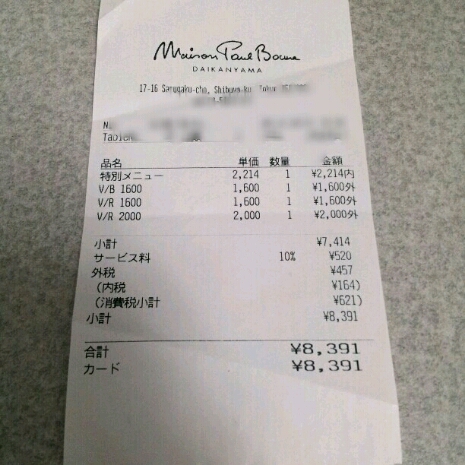 Maison Paul Bocuse
DAIKANYAMA
17-16 Sarugaku-cho, Shibuya-ku, Tokyo
品名 単価 数量 金額
特別メニュー 2,214 1 ¥2,214内
V/B 1600 1,600 1 ¥1,600外
V/R 1600 1,600 1 ¥1,600外
V/R 2000 2,000 1 ¥2,000外
小計 ¥7,414
サービス料 10% ¥520
外税 ¥457
(内税 ¥164)
(消費税小計 ¥621)
小計 ¥8,391
合計 ¥8,391
カード ¥8,391